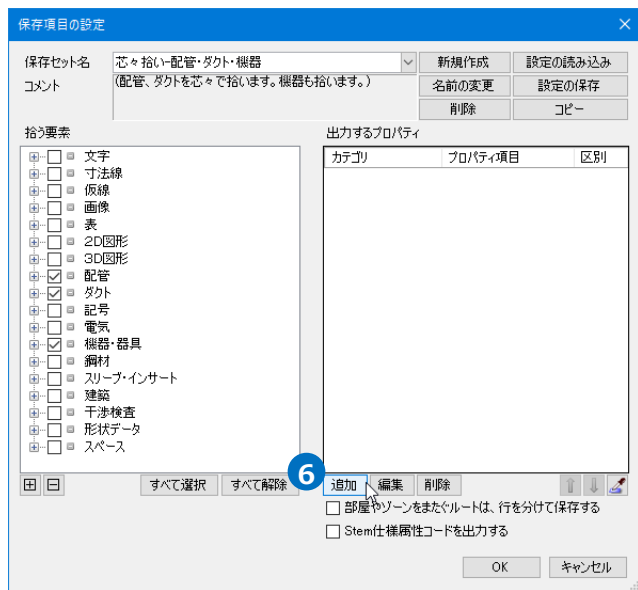 保存項目の設定
保存セット名 芯々拾い-配管・ダクト・機器 新規作成 設定の読み込み
コメント (配管、ダクトを芯々で拾います。機器も拾います。) 名前の変更 設定の保存
削除 コピー
拾う要素 出力するプロパティ
カテゴリ プロパティ項目 区別
文字
寸法線
仮線
画像
表
2D図形
3D図形
配管
ダクト
記号
電気
機器・器具
鋼材
スリーブ・インサート
建築
干渉検査
形状データ
スペース
すべて選択 すべて解除 6 追加 編集 削除
部屋やゾーンをまたぐルートは、行を分けて保存する
Stem仕様属性コードを出力する
OK キャンセル